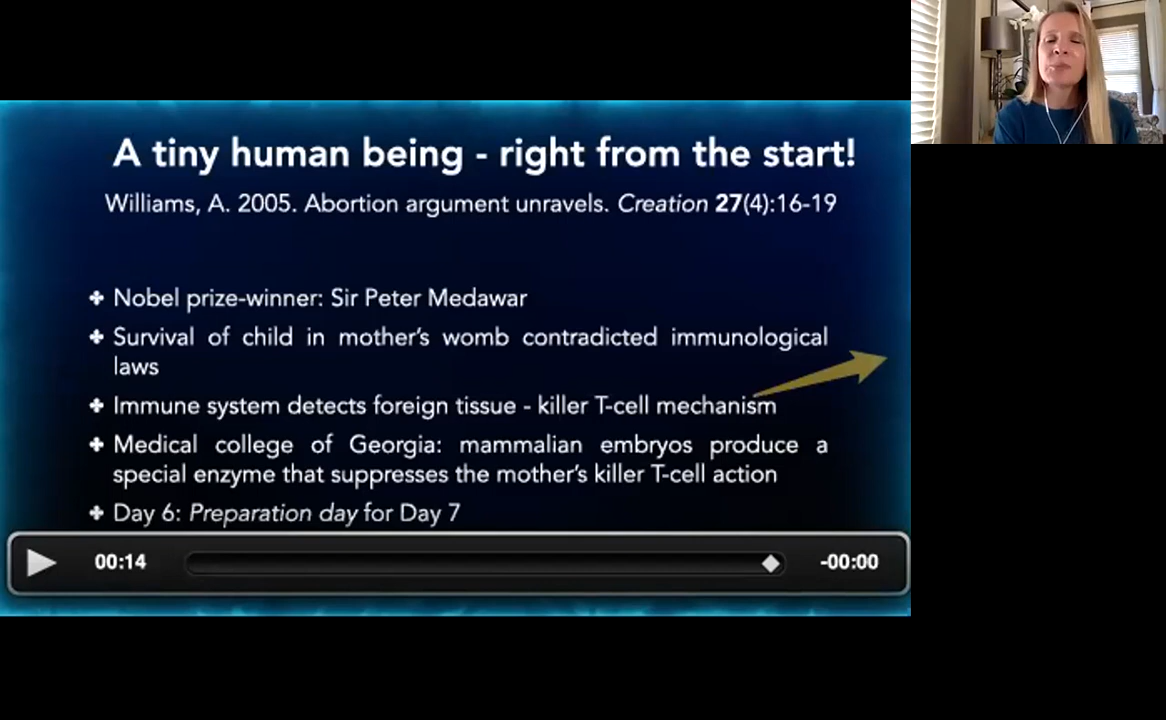 A tiny human being - right from the start!
Williams, A. 2005. Abortion argument unravels. Creation 27(4):16-19
✤ Nobel prize-winner: Sir Peter Medawar
✤ Survival of child in mother's womb contradicted immunological
laws
✤ Immune system detects foreign tissue - killer T-cell mechanism
✤ Medical college of Georgia: mammalian embryos produce a
special enzyme that suppresses the mother's killer T-cell action
✤ Day 6: Preparation day for Day 7
00:14 -00:00